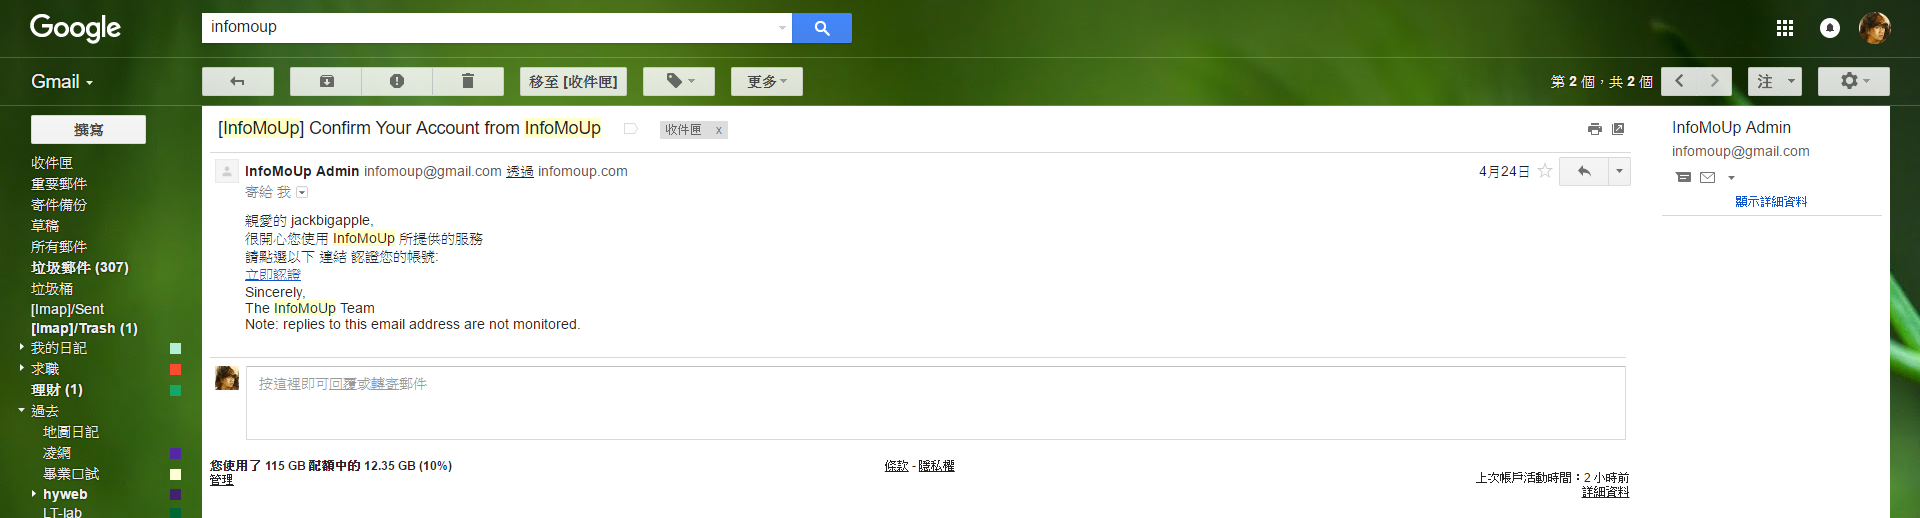 Google
infomoup
Gmail
移至 [收件匣]
更多
第 2 個，共 2 個
注
撰寫
收件匣
重要郵件
寄件備份
草稿
所有郵件
垃圾郵件 (307)
垃圾桶
[Imap]/Sent
[Imap]/Trash (1)
我的日記
求職
理財 (1)
過去
地圖日記
凌網
畢業口試
hyweb
LT-lab
[InfoMoUp] Confirm Your Account from InfoMoUp
收件匣 x
InfoMoUp Admin infomoup@gmail.com 透過 infomoup.com
4月24日
寄給 我
親愛的 jackbigapple,
很開心您使用 InfoMoUp 所提供的服務
請點選以下 連結 認證您的帳號:
立即認證
Sincerely,
The InfoMoUp Team
Note: replies to this email address are not monitored.
按這裡即可回覆或轉寄郵件
您使用了 115 GB 配額中的 12.35 GB (10%)
管理
條款 - 隱私權
上次帳戶活動時間：2 小時前
詳細資料
InfoMoUp Admin
infomoup@gmail.com
顯示詳細資料